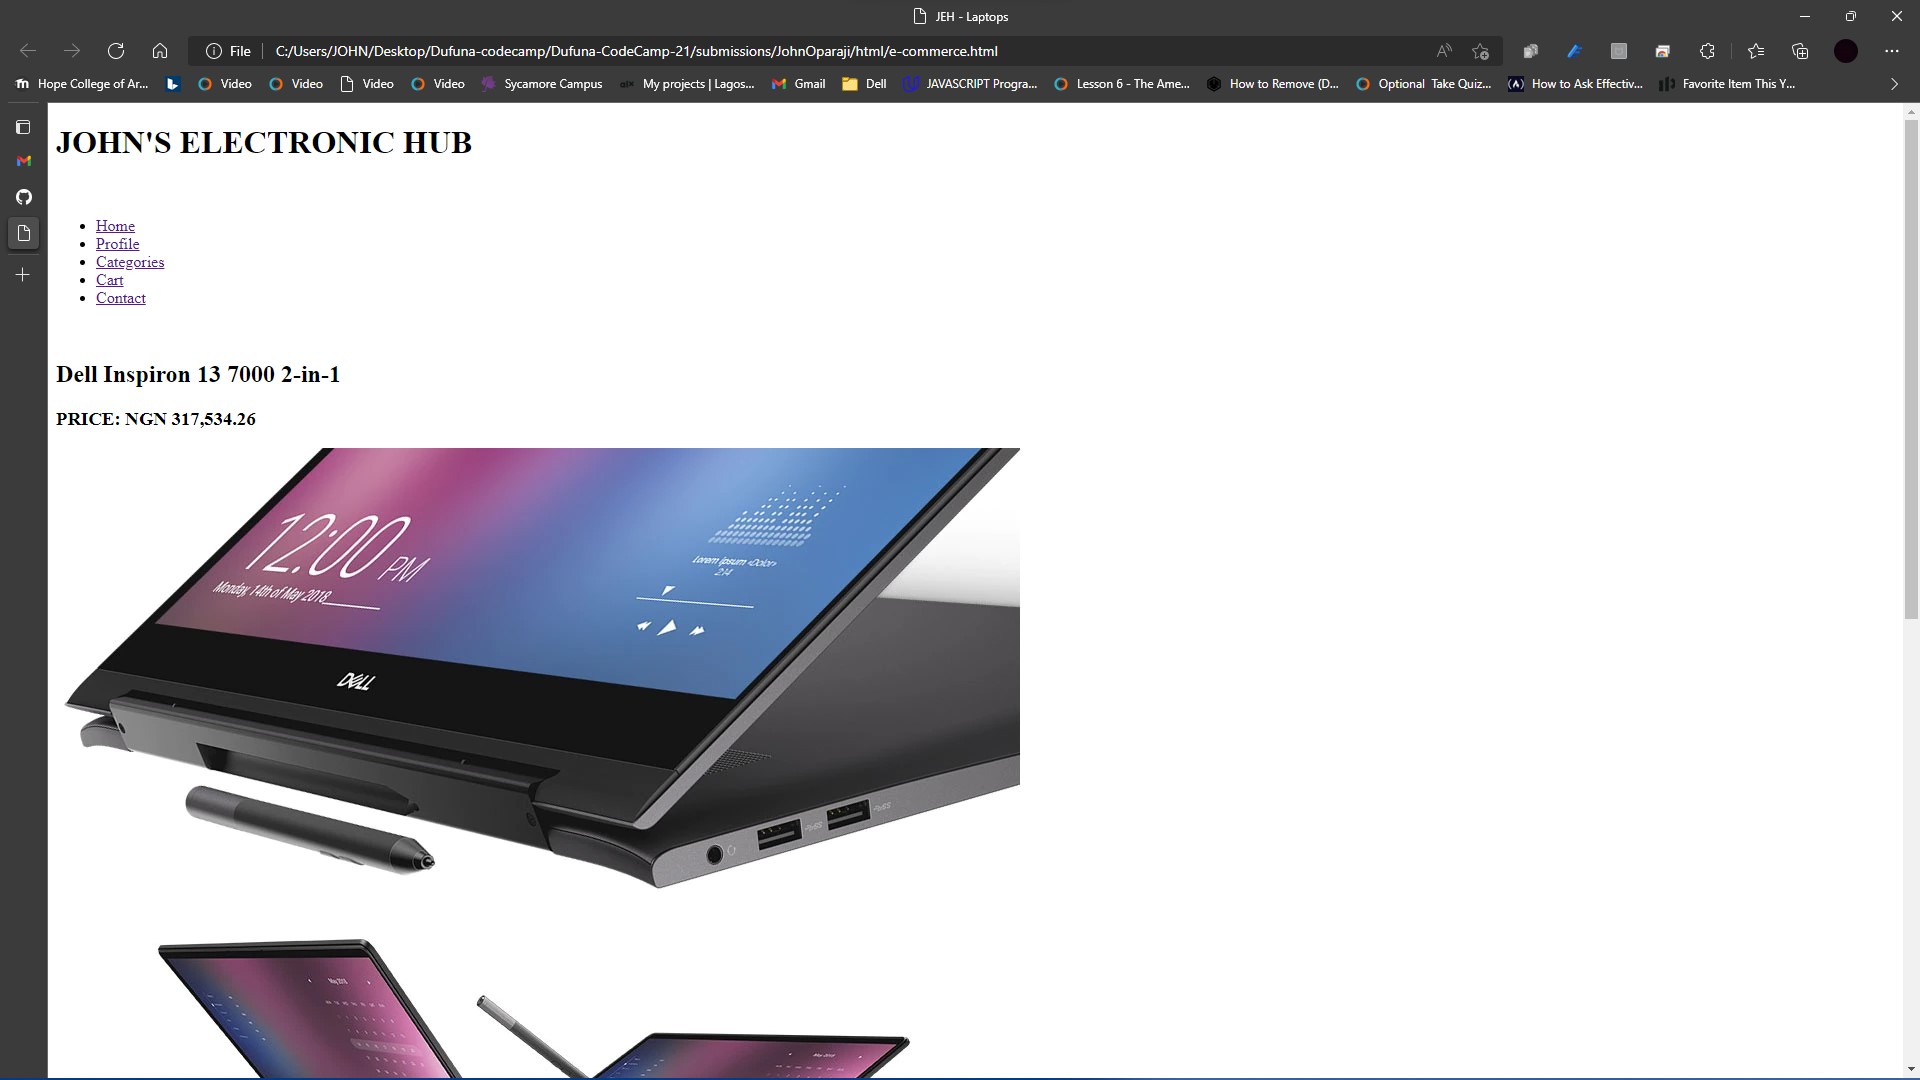 JEH - Laptops
File C:/Users/JOHN/Desktop/Dufuna-codecamp/Dufuna-CodeCamp-21/submissions/JohnOparaji/html/e-commerce.html
Hope College of Ar... Video Video Video Video Sycamore Campus My projects | Lagos... Gmail Dell JAVASCRIPT Progra... Lesson 6 - The Ame... How to Remove (D... Optional Take Quiz... How to Ask Effectiv... Favorite Item This Y...
JOHN'S ELECTRONIC HUB
Home
Profile
Categories
Cart
Contact
Dell Inspiron 13 7000 2-in-1
PRICE: NGN 317,534.26
12:00 PM
Monday, 14th of May 2018
Lorem ipsum «Dolor»
2:14
DELL
May 2018
May 2018